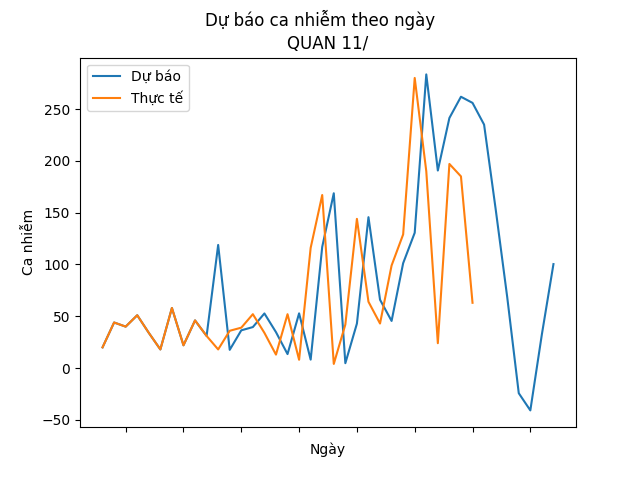 Dự báo ca nhiễm theo ngày
QUAN 11/
Dự báo
Thực tế
Ca nhiễm
250
200
150
100
50
0
−50
Ngày